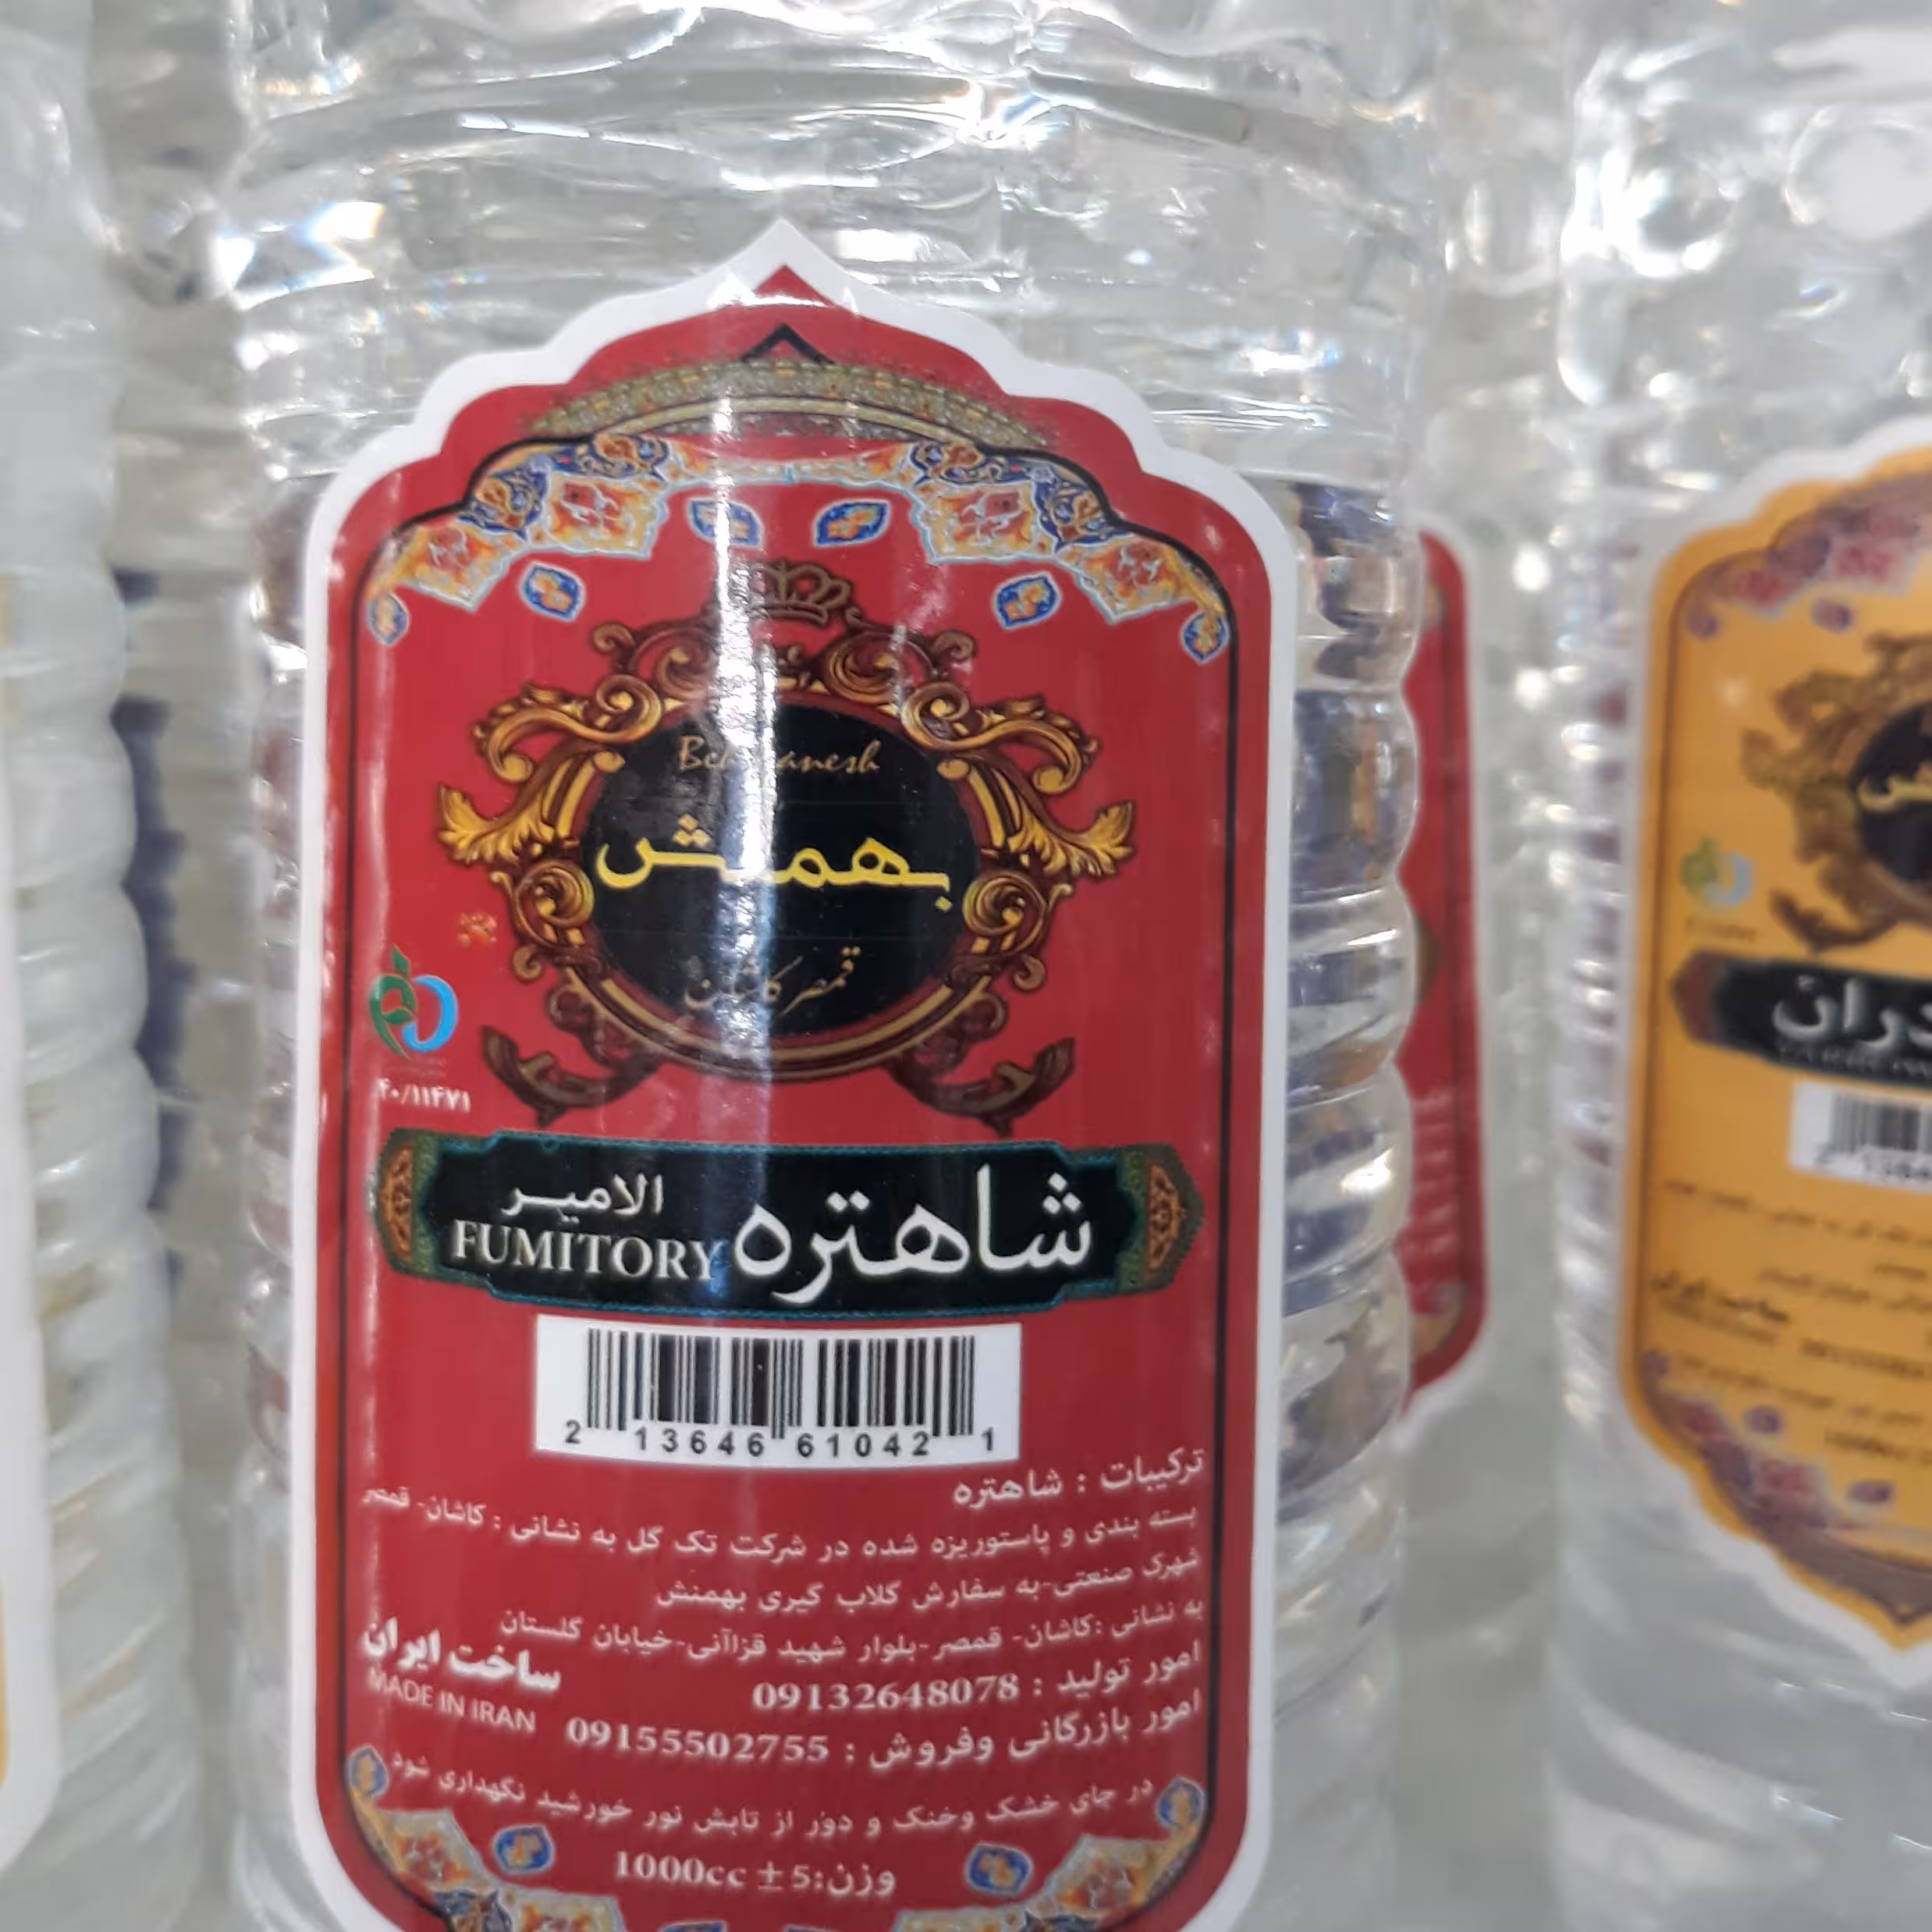 بهمنش
قمصر کاشان
۴۰/۱۱۴۷۱
شاهتره
الامیر
FUMITORY
2 13646 61042 1
ترکیبات : شاهتره
بسته بندی و پاستوریزه شده در شرکت تک گل به نشانی : کاشان- قمصر
شهرک صنعتی-به سفارش گلاب گیری بهمنش
به نشانی :کاشان- قمصر-بلوار شهید قزاآنی-خیابان گلستان
امور تولید : 09132648078
امور بازرگانی وفروش : 09155502755
ساخت ایران
MADE IN IRAN
در جای خشک وخنک و دور از تابش نور خورشید نگهداری شود
وزن:5 ± 1000cc